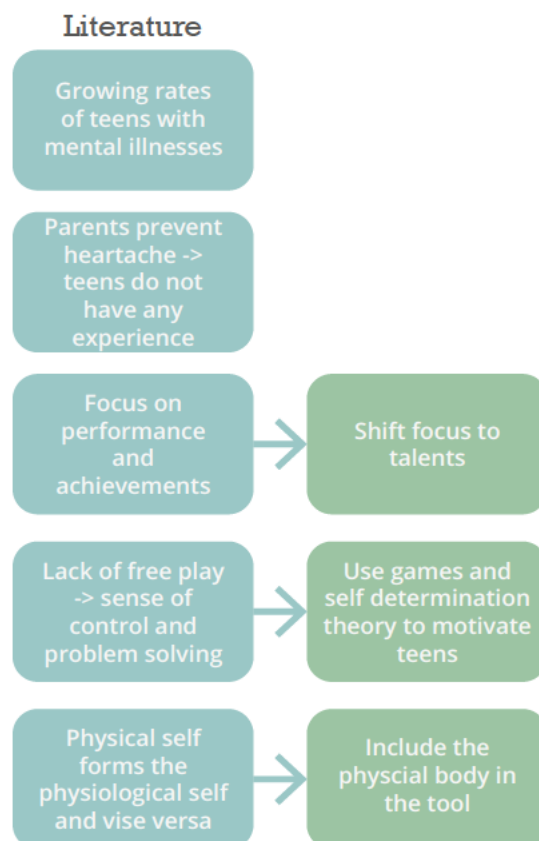 Literature
Growing rates
of teens with
mental illnesses
Parents prevent
heartache ->
teens do not
have any
experience
Focus on
performance
and
achievements
Shift focus to
talents
Lack of free play
-> sense of
control and
problem solving
Use games and
self determination
theory to motivate
teens
Physical self
forms the
physiological self
and vise versa
Include the
physcial body in
the tool